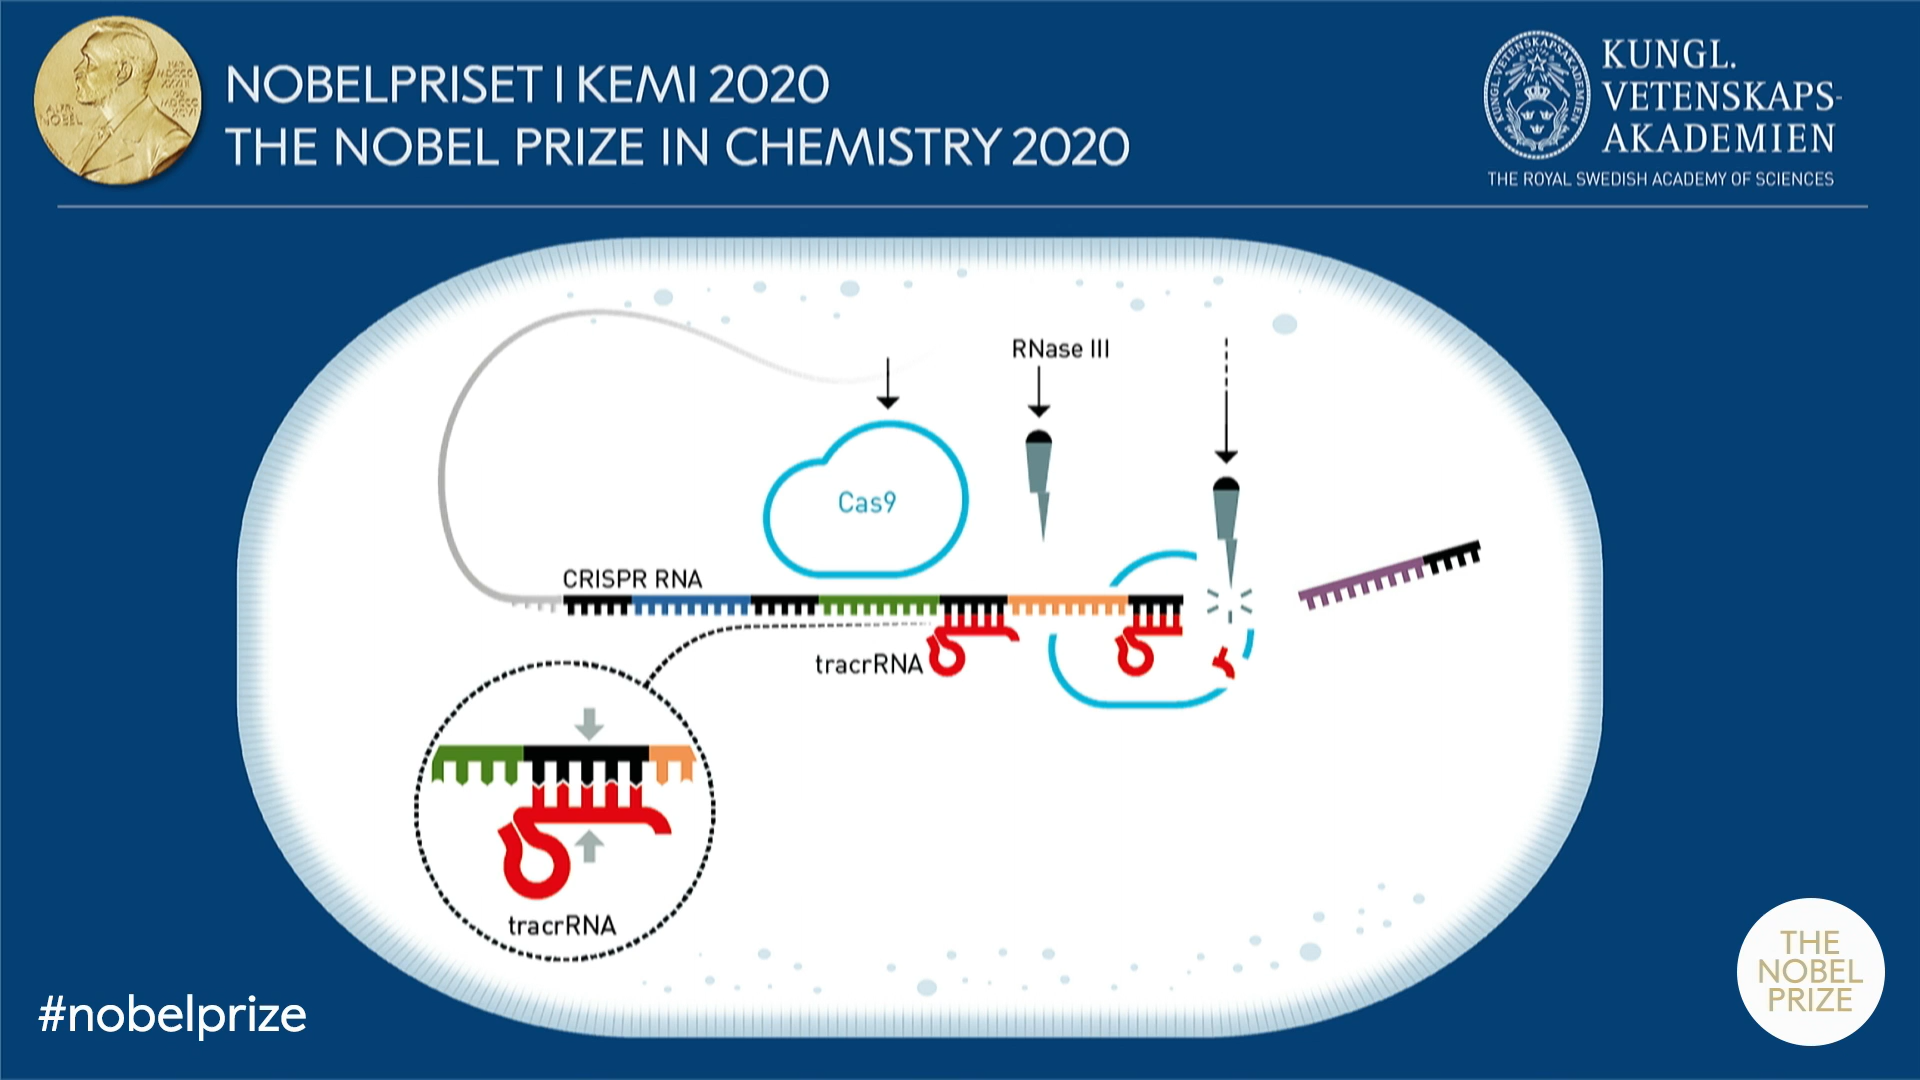 NOBELPRISET I KEMI 2020
THE NOBEL PRIZE IN CHEMISTRY 2020
KUNGL.
VETENSKAPS-
AKADEMIEN
THE ROYAL SWEDISH ACADEMY OF SCIENCES
RNase III
Cas9
CRISPR RNA
tracrRNA
tracrRNA
#nobelprize
THE
NOBEL
PRIZE